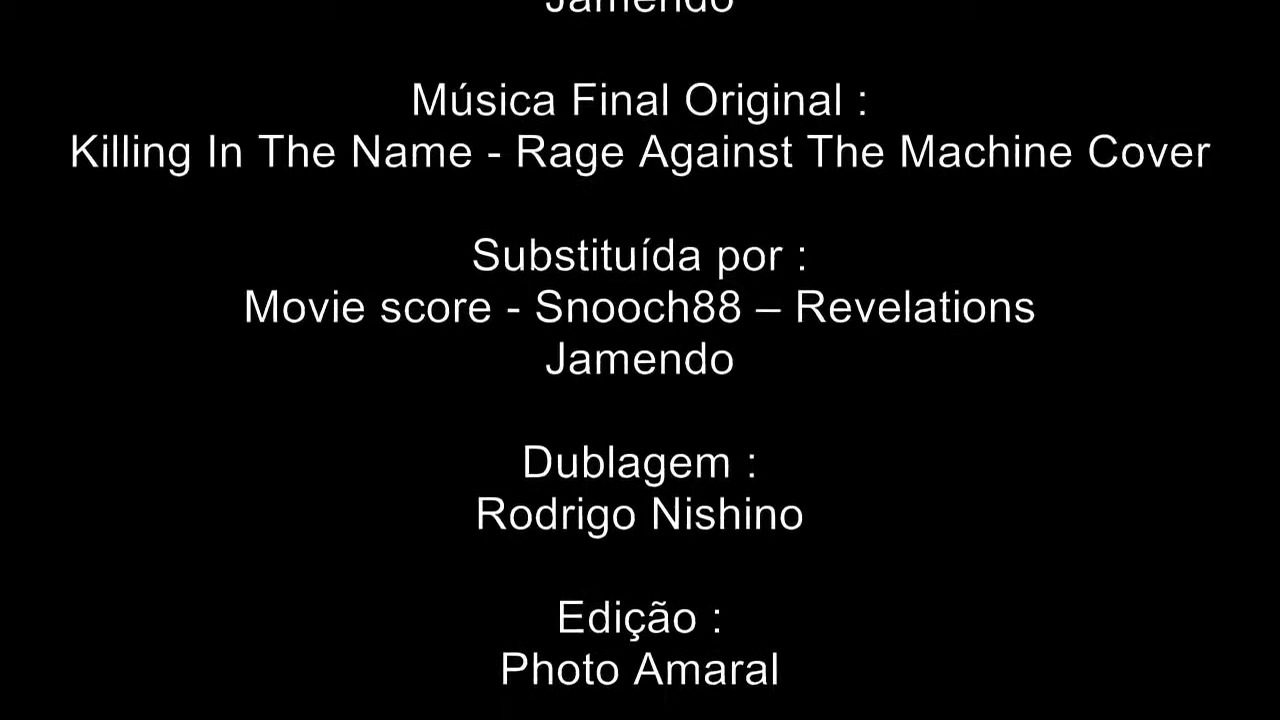 Jamendo
Música Final Original :
Killing In The Name - Rage Against The Machine Cover
Substituída por :
Movie score - Snooch88 – Revelations
Jamendo
Dublagem :
Rodrigo Nishino
Edição :
Photo Amaral